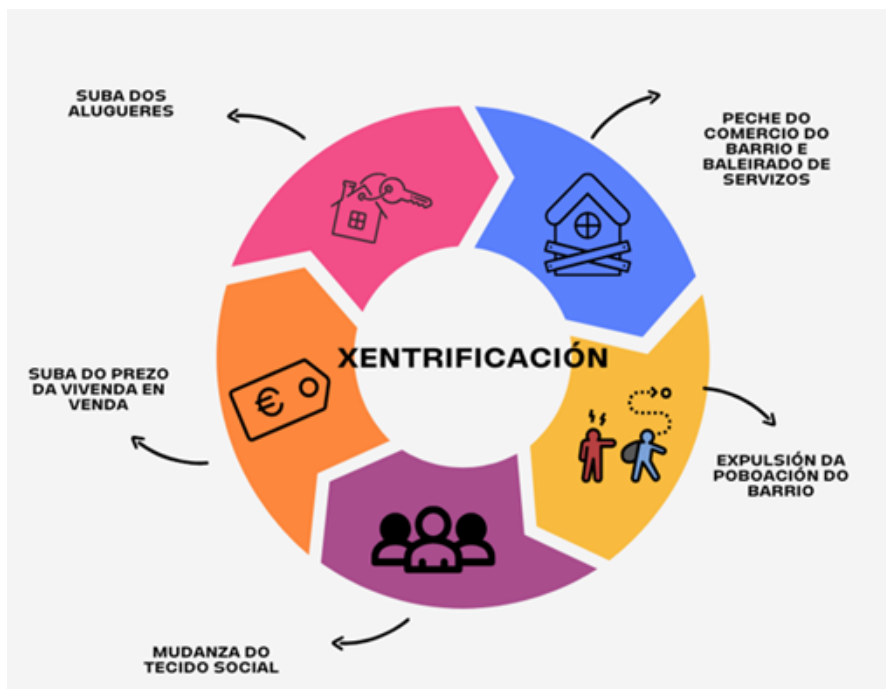 SUBA DOS
ALUGUERES
PECHE DO
COMERCIO DO
BARRIO E
BALEIRADO DE
SERVIZOS
XENTRIFICACIÓN
SUBA DO PREZO
DA VIVENDA EN
VENDA
€
EXPULSIÓN DA
POBOACIÓN DO
BARRIO
MUDANZA DO
TECIDO SOCIAL